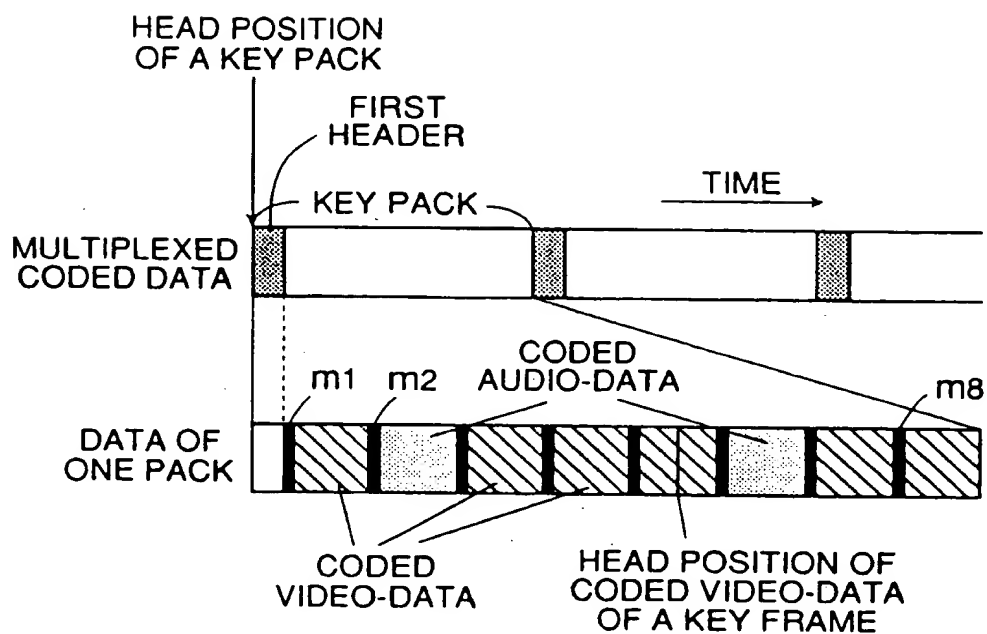 HEAD POSITION
OF A KEY PACK
FIRST
HEADER
KEY PACK
TIME
MULTIPLEXED
CODED DATA
CODED
AUDIO-DATA
m1
m2
m8
DATA OF
ONE PACK
CODED
VIDEO-DATA
HEAD POSITION OF
CODED VIDEO-DATA
OF A KEY FRAME